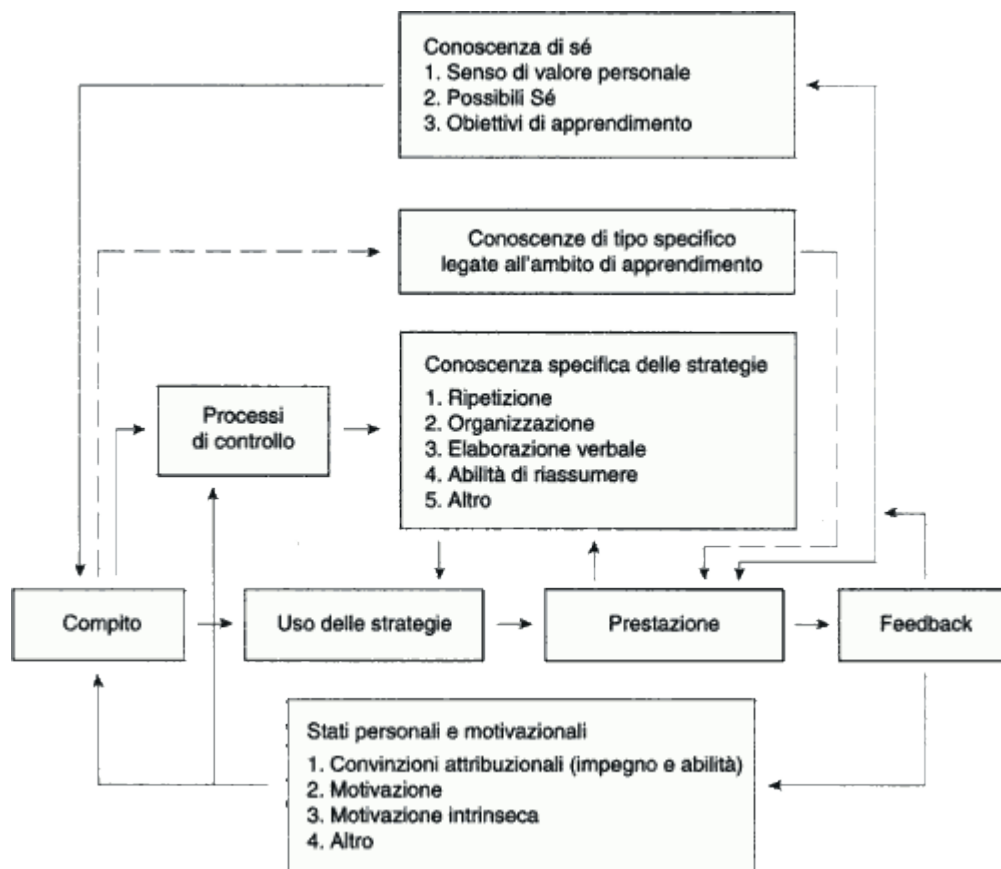 Conoscenza di sé
1. Senso di valore personale
2. Possibili Sé
3. Obiettivi di apprendimento
Conoscenze di tipo specifico
legate all'ambito di apprendimento
Conoscenza specifica delle strategie
1. Ripetizione
2. Organizzazione
3. Elaborazione verbale
4. Abilità di riassumere
5. Altro
Processi
di controllo
Compito
Uso delle strategie
Prestazione
Feedback
Stati personali e motivazionali
1. Convinzioni attribuzionali (impegno e abilità)
2. Motivazione
3. Motivazione intrinseca
4. Altro